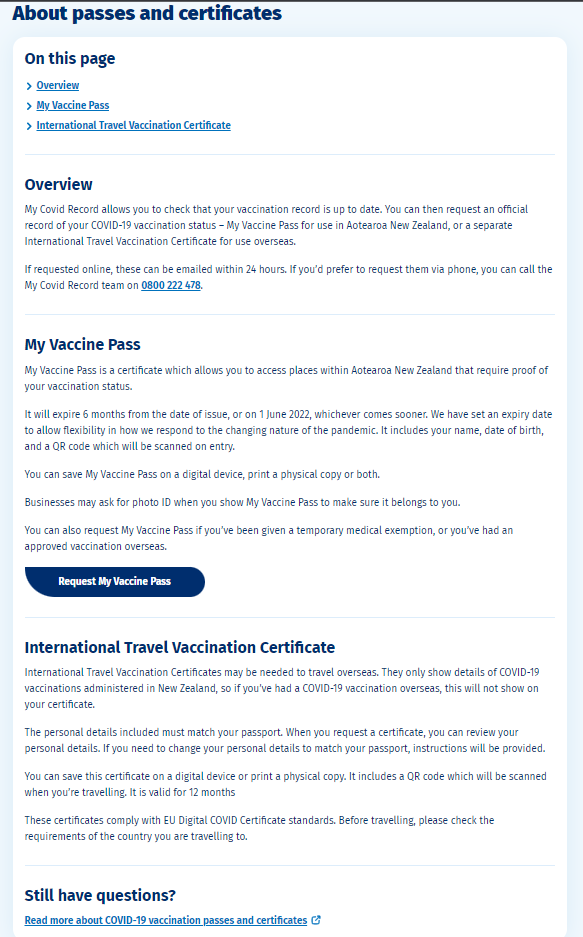 About passes and certificates
On this page
Overview
My Vaccine Pass
International Travel Vaccination Certificate
Overview
My Covid Record allows you to check that your vaccination record is up to date. You can then request an official
record of your COVID-19 vaccination status – My Vaccine Pass for use in Aotearoa New Zealand, or a separate
International Travel Vaccination Certificate for use overseas.
If requested online, these can be emailed within 24 hours. If you'd prefer to request them via phone, you can call the
My Covid Record team on 0800 222 478.
My Vaccine Pass
My Vaccine Pass is a certificate which allows you to access places within Aotearoa New Zealand that require proof of
your vaccination status.
It will expire 6 months from the date of issue, or on 1 June 2022, whichever comes sooner. We have set an expiry date
to allow flexibility in how we respond to the changing nature of the pandemic. It includes your name, date of birth,
and a QR code which will be scanned on entry.
You can save My Vaccine Pass on a digital device, print a physical copy or both.
Businesses may ask for photo ID when you show My Vaccine Pass to make sure it belongs to you.
You can also request My Vaccine Pass if you've been given a temporary medical exemption, or you've had an
approved vaccination overseas.
Request My Vaccine Pass
International Travel Vaccination Certificate
International Travel Vaccination Certificates may be needed to travel overseas. They only show details of COVID-19
vaccinations administered in New Zealand, so if you've had a COVID-19 vaccination overseas, this will not show on
your certificate.
The personal details included must match your passport. When you request a certificate, you can review your
personal details. If you need to change your personal details to match your passport, instructions will be provided.
You can save this certificate on a digital device or print a physical copy. It includes a QR code which will be scanned
when you're travelling. It is valid for 12 months
These certificates comply with EU Digital COVID Certificate standards. Before travelling, please check the
requirements of the country you are travelling to.
Still have questions?
Read more about COVID-19 vaccination passes and certificates